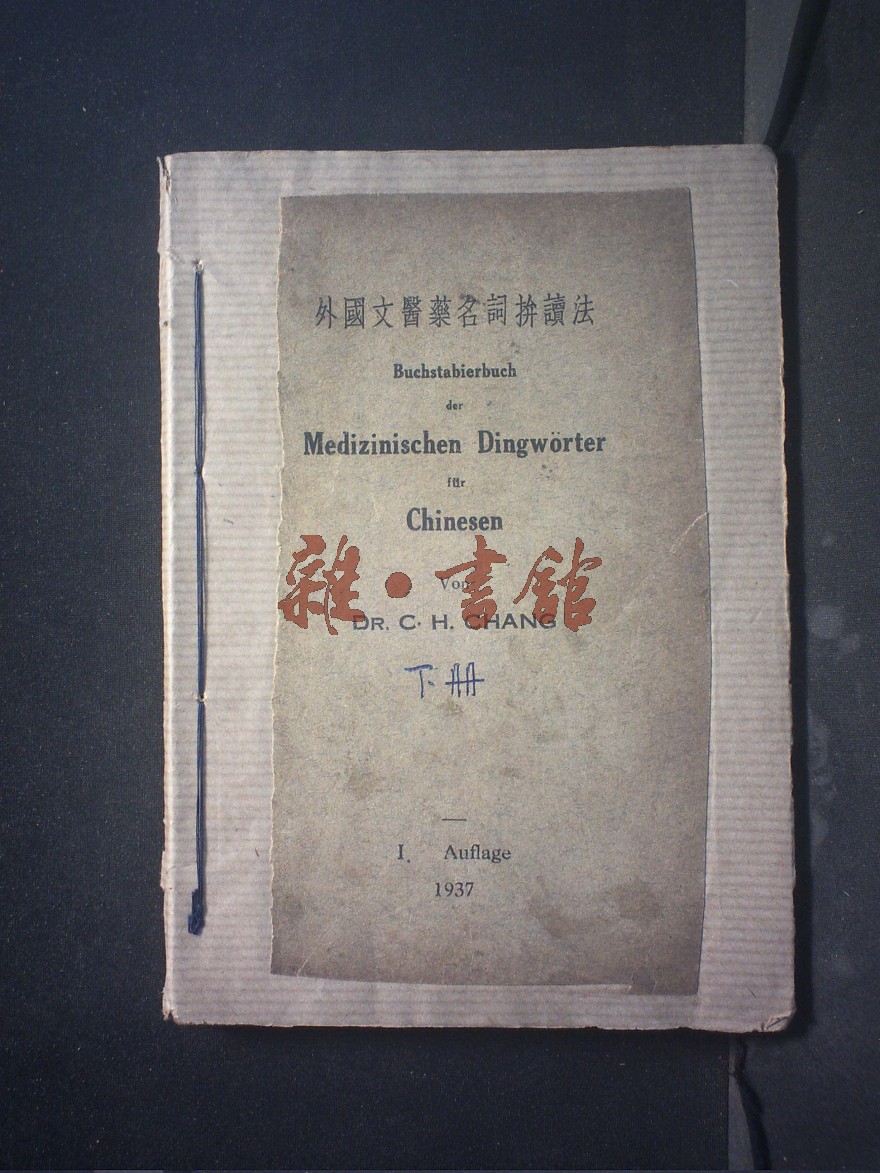 外國文醫藥名詞拚讀法
Buchstabierbuch
der
Medizinischen Dingwörter
für
Chinesen
雜·書館
Von
DR. C. H. CHANG
下册
I. Auflage
1937